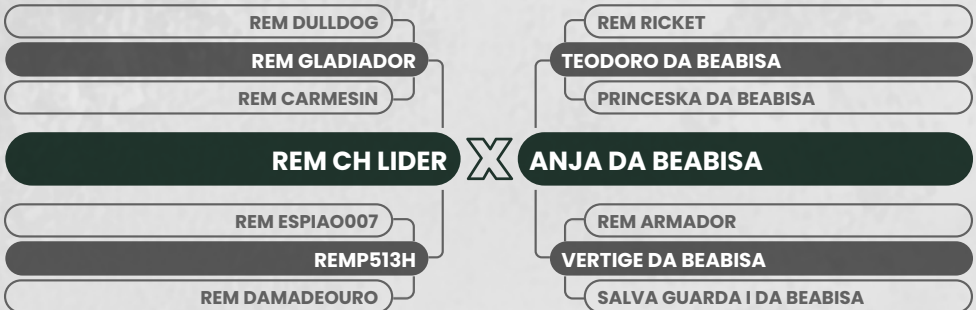 REM DULLDOG
REM GLADIADOR
REM CARMESIN
REM CH LIDER
REM ESPIAO007
REMP513H
REM DAMADEOURO
X
REM RICKET
TEODORO DA BEABISA
PRINCESKA DA BEABISA
ANJA DA BEABISA
REM ARMADOR
VERTIGE DA BEABISA
SALVA GUARDA I DA BEABISA